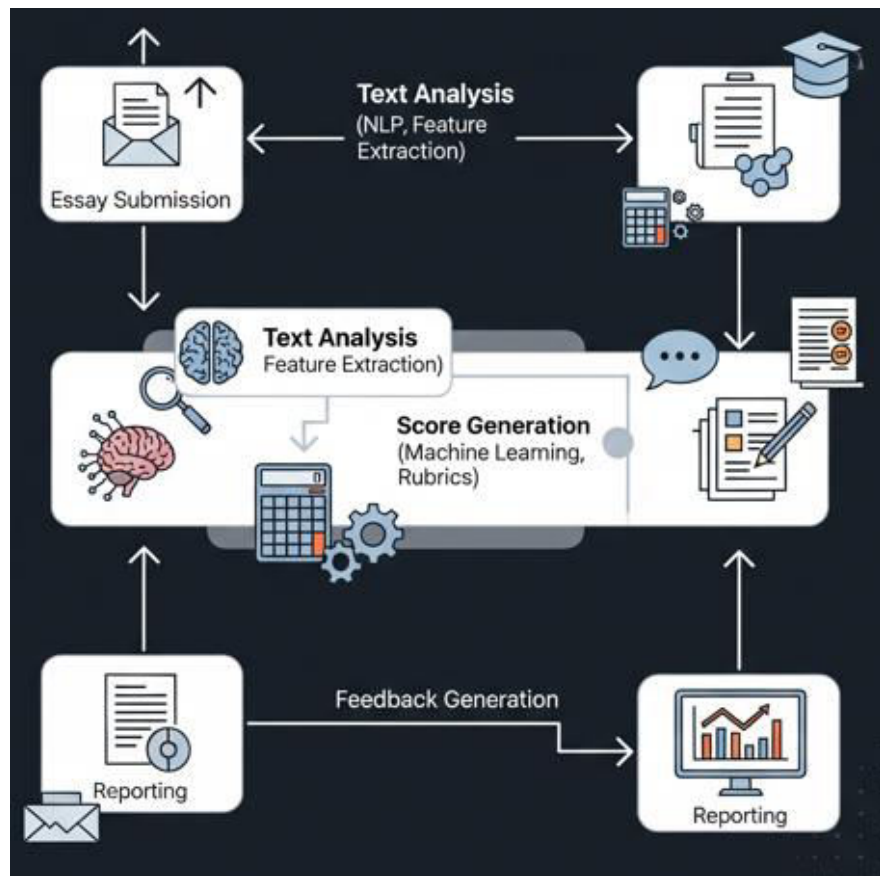 Text Analysis
(NLP, Feature
Extraction)
Essay Submission
Text Analysis
Feature Extraction)
Score Generation
(Machine Learning,
Rubrics)
Feedback Generation
Reporting
Reporting